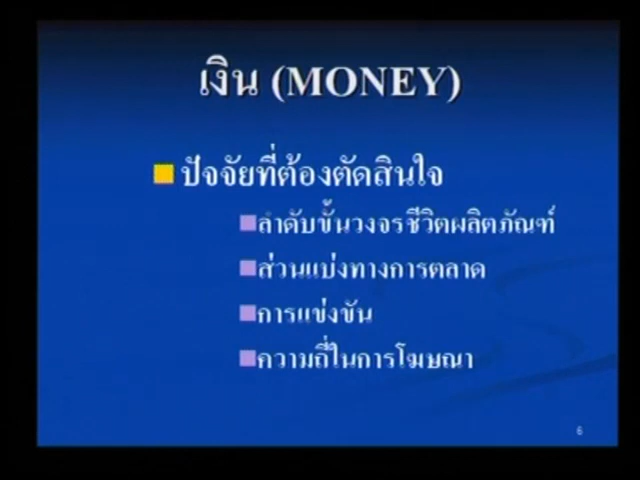 เงิน (MONEY)
ปัจจัยที่ต้องตัดสินใจ
ลำดับขั้นวงจรชีวิตผลิตภัณฑ์
ส่วนแบ่งทางการตลาด
การแข่งขัน
ความถี่ในการโฆษณา
6